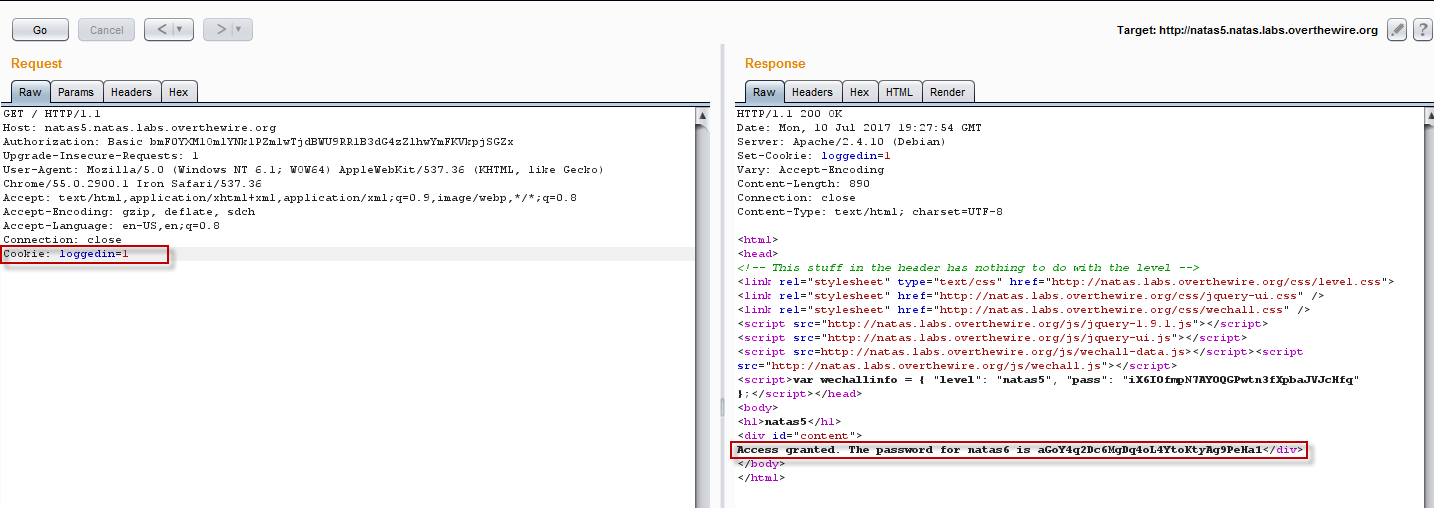 Go Cancel < > Target: http://natas5.natas.labs.overthewire.org ?
Request
Raw Params Headers Hex
GET / HTTP/1.1
Host: natas5.natas.labs.overthewire.org
Authorization: Basic
Upgrade-Insecure-Requests: 1
User-Agent: Mozilla/5.0 (Windows NT 6.1; WOW64) AppleWebKit/537.36 (KHTML, like Gecko)
Chrome/55.0.2900.1 Iron Safari/537.36
Accept: text/html,application/xhtml+xml,application/xml;q=0.9,image/webp,*/*;q=0.8
Accept-Encoding: gzip, deflate, sdch
Accept-Language: en-US,en;q=0.8
Connection: close
Cookie: loggedin=1
Response
Raw Headers Hex HTML Render
HTTP/1.1 200 OK
Date: Mon, 10 Jul 2017 19:27:54 GMT
Server: Apache/2.4.10 (Debian)
Set-Cookie: loggedin=1
Vary: Accept-Encoding
Content-Length: 890
Connection: close
Content-Type: text/html; charset=UTF-8
<html>
<head>
<!-- This stuff in the header has nothing to do with the level -->
<link rel="stylesheet" type="text/css" href="http://natas.labs.overthewire.org/css/level.css">
<link rel="stylesheet" href="http://natas.labs.overthewire.org/css/jquery-ui.css" />
<link rel="stylesheet" href="http://natas.labs.overthewire.org/css/wechall.css" />
<script src="http://natas.labs.overthewire.org/js/jquery-1.9.1.js"></script>
<script src="http://natas.labs.overthewire.org/js/jquery-ui.js"></script>
<script src=http://natas.labs.overthewire.org/js/wechall-data.js></script><script
src="http://natas.labs.overthewire.org/js/wechall.js"></script>
<script>var wechallinfo = { "level": "natas5", "pass": "iX6IOfmpN7AYOQGPwtn3fXpbaJVJcHfq"
};</script></head>
<body>
<h1>natas5</h1>
<div id="content">
Access granted. The password for natas6 is aGoY4q2Dc6MgDq4oL4YtoKtyAg9PeHa1</div>
</body>
</html>